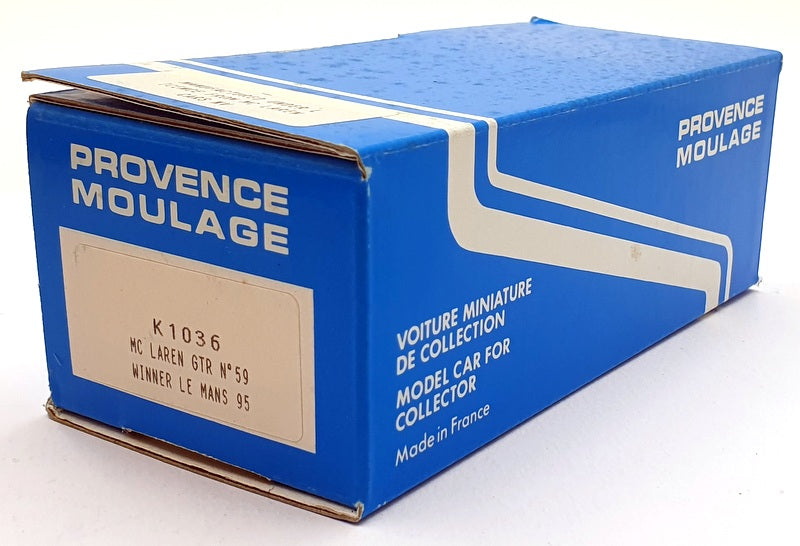 PROVENCE
MOULAGE
K1036
MC LAREN GTR N°59
WINNER LE MANS 95
PROVENCE
MOULAGE
VOITURE MINIATURE
DE COLLECTION
MODEL CAR FOR
COLLECTOR
Made in France